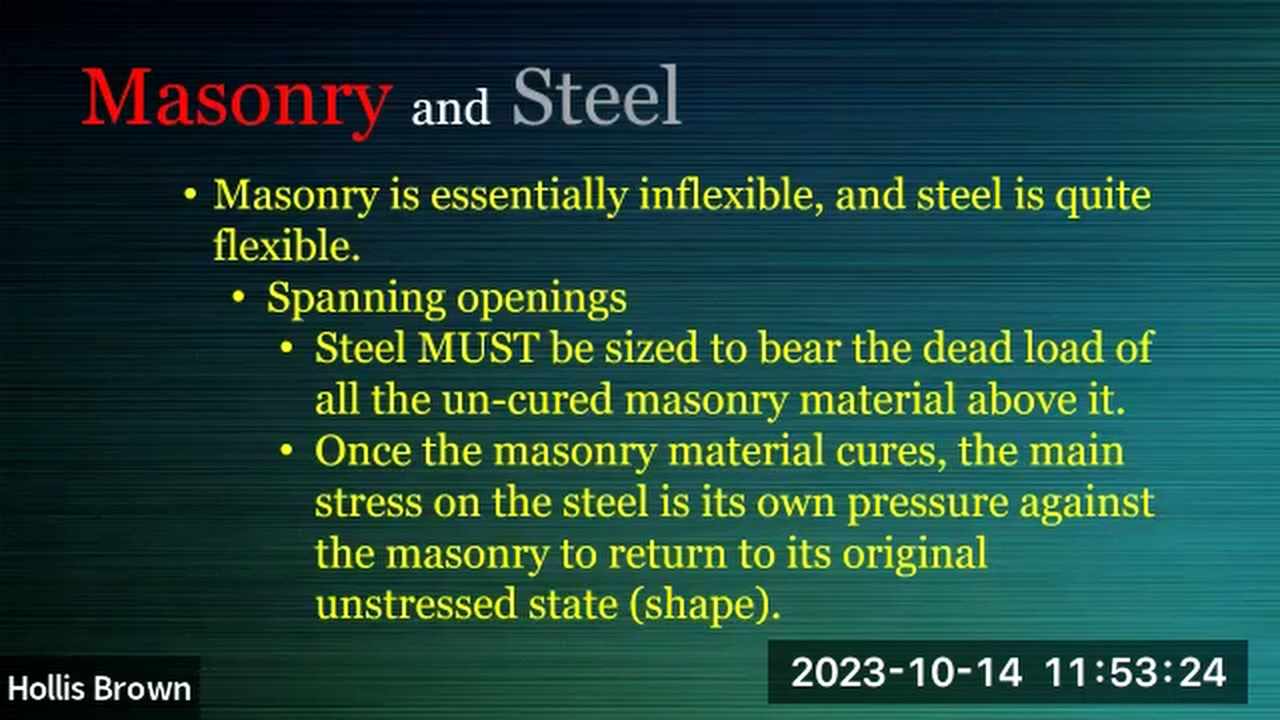 Masonry and Steel
• Masonry is essentially inflexible, and steel is quite
flexible.
• Spanning openings
• Steel MUST be sized to bear the dead load of
all the un-cured masonry material above it.
• Once the masonry material cures, the main
stress on the steel is its own pressure against
the masonry to return to its original
unstressed state (shape).
Hollis Brown
2023-10-14 11:53:24